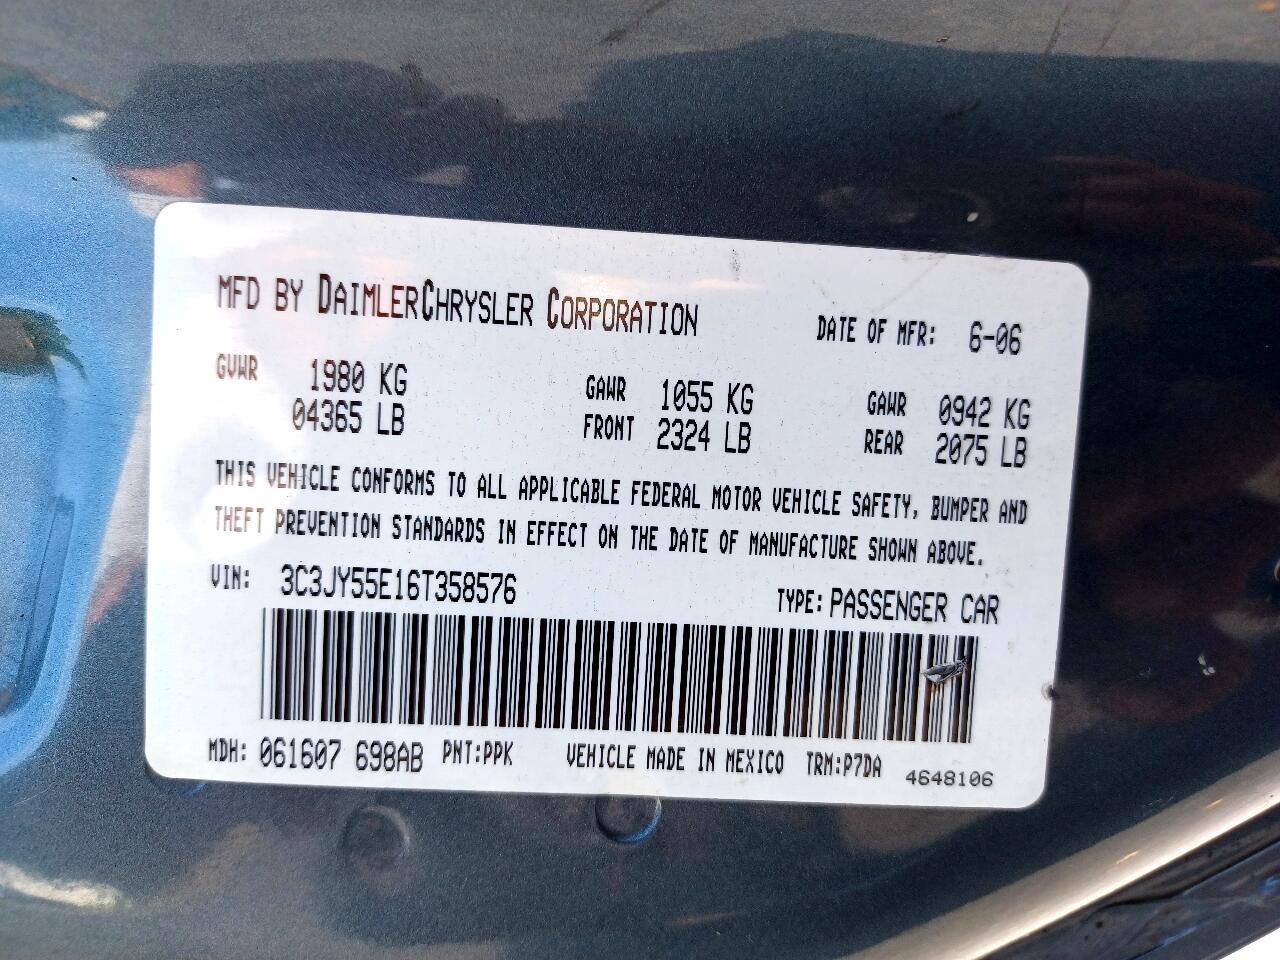 MFD BY DAIMLERCHRYSLER CORPORATION DATE OF MFR: 6-06
GVWR 1980 KG GAWR 1055 KG GAWR 0942 KG
04365 LB FRONT 2324 LB REAR 2075 LB
THIS VEHICLE CONFORMS TO ALL APPLICABLE FEDERAL MOTOR VEHICLE SAFETY, BUMPER AND
THEFT PREVENTION STANDARDS IN EFFECT ON THE DATE OF MANUFACTURE SHOWN ABOVE.
VIN: 3C3JY55E16T358576 TYPE: PASSENGER CAR
MDH: 061607 698AB PNT:PPK VEHICLE MADE IN MEXICO TRM:P7DA 4648106